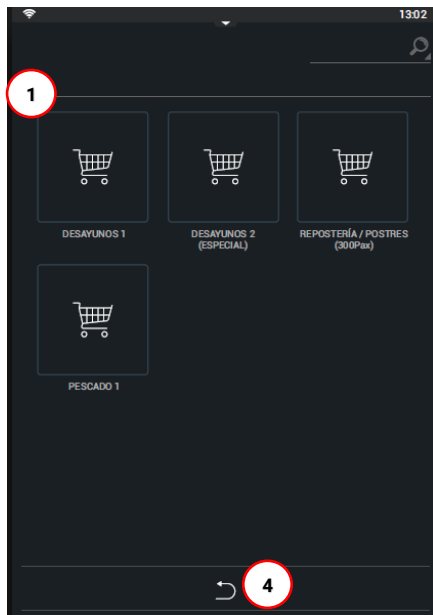 13:02
1
DESAYUNOS 1
DESAYUNOS 2
(ESPECIAL)
REPOSTERÍA / POSTRES
(300Pax)
PESCADO 1
4